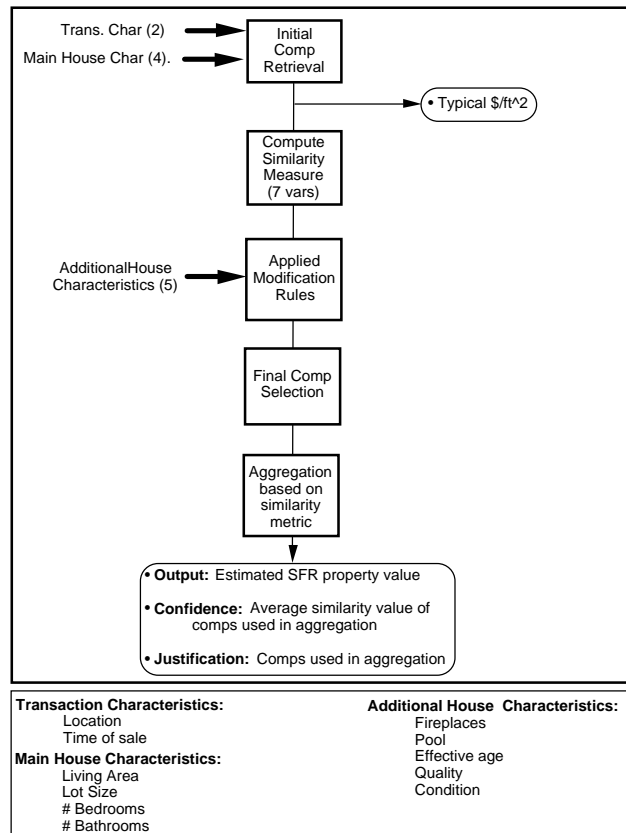 Trans. Char (2)
Main House Char (4).
Initial
Comp
Retrieval
• Typical $/ft^2
Compute
Similarity
Measure
(7 vars)
AdditionalHouse
Characteristics (5)
Applied
Modification
Rules
Final Comp
Selection
Aggregation
based on
similarity
metric
• Output: Estimated SFR property value
• Confidence: Average similarity value of
comps used in aggregation
• Justification: Comps used in aggregation
Transaction Characteristics:
Location
Time of sale
Main House Characteristics:
Living Area
Lot Size
# Bedrooms
# Bathrooms
Additional House Characteristics:
Fireplaces
Pool
Effective age
Quality
Condition